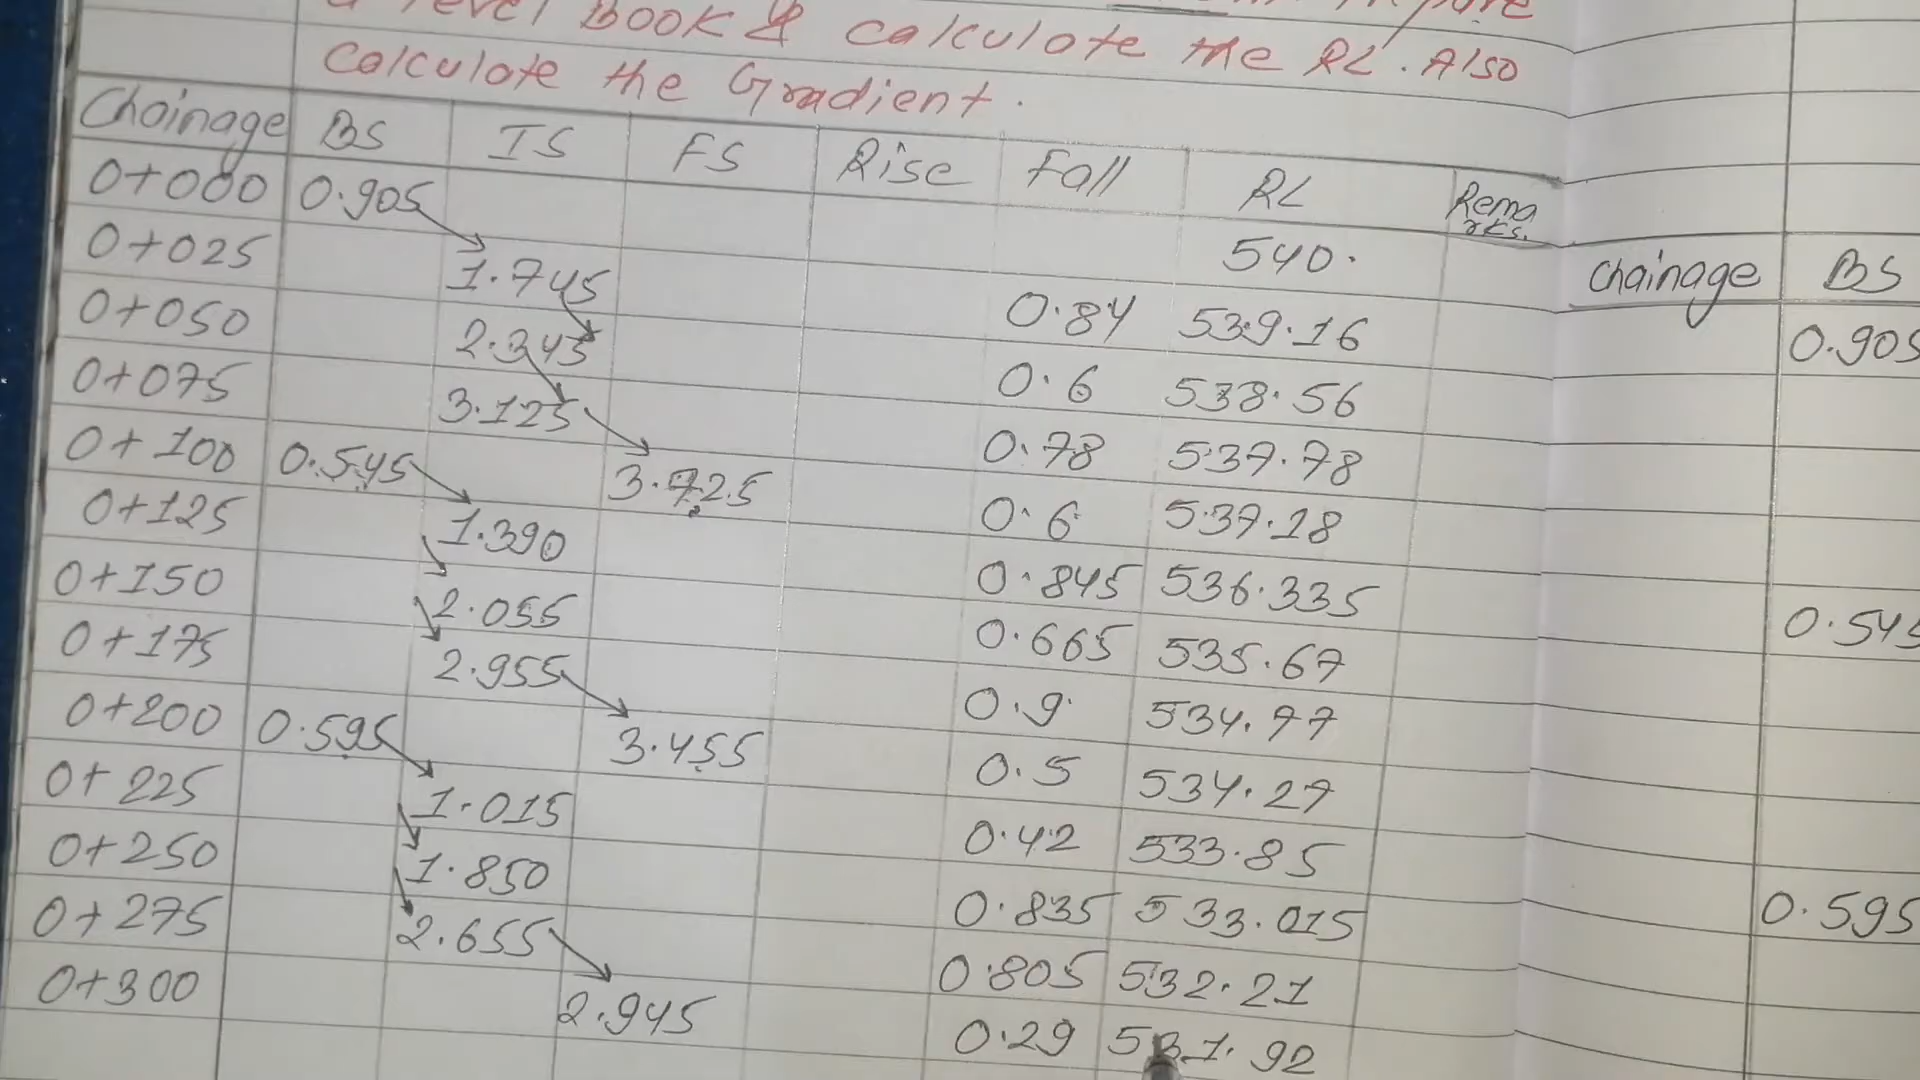 a level Book & calculate the RL. Also
calculate the Gradient.
Chainage BS IS FS Rise Fall RL Rema rks.
0+000 0.905 540.
0+025 1.745 0.84 539.16
0+050 2.345 0.6 538.56
0+075 3.125 0.78 537.78
0+100 0.545 3.725 0.6 537.18
0+125 1.390 0.845 536.335
0+150 2.055 0.665 535.67
0+175 2.955 0.9 534.77
0+200 0.595 3.455 0.5 534.27
0+225 1.015 0.42 533.85
0+250 1.850 0.835 533.015
0+275 2.655 0.805 532.21
0+300 2.945 0.29 531.92
Chainage BS
0.905
0.545
0.595